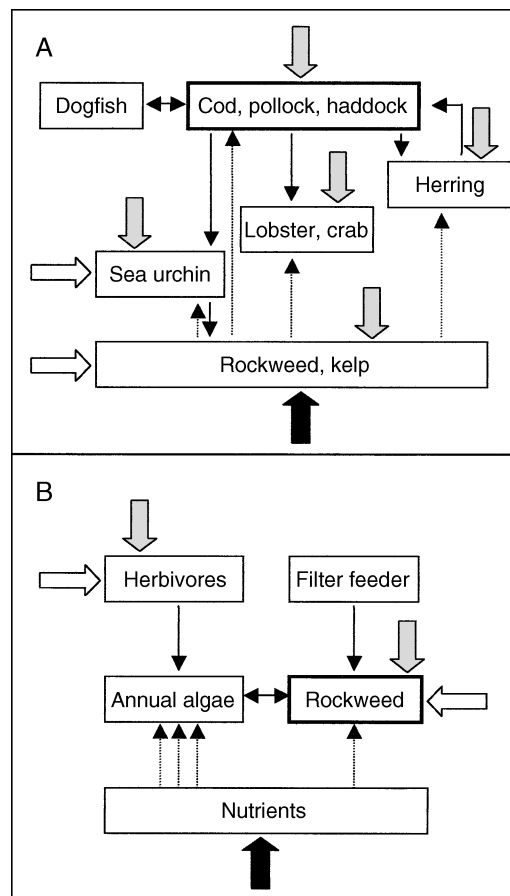 A
Dogfish
Cod, pollock, haddock
Herring
Lobster, crab
Sea urchin
Rockweed, kelp
B
Herbivores
Filter feeder
Annual algae
Rockweed
Nutrients